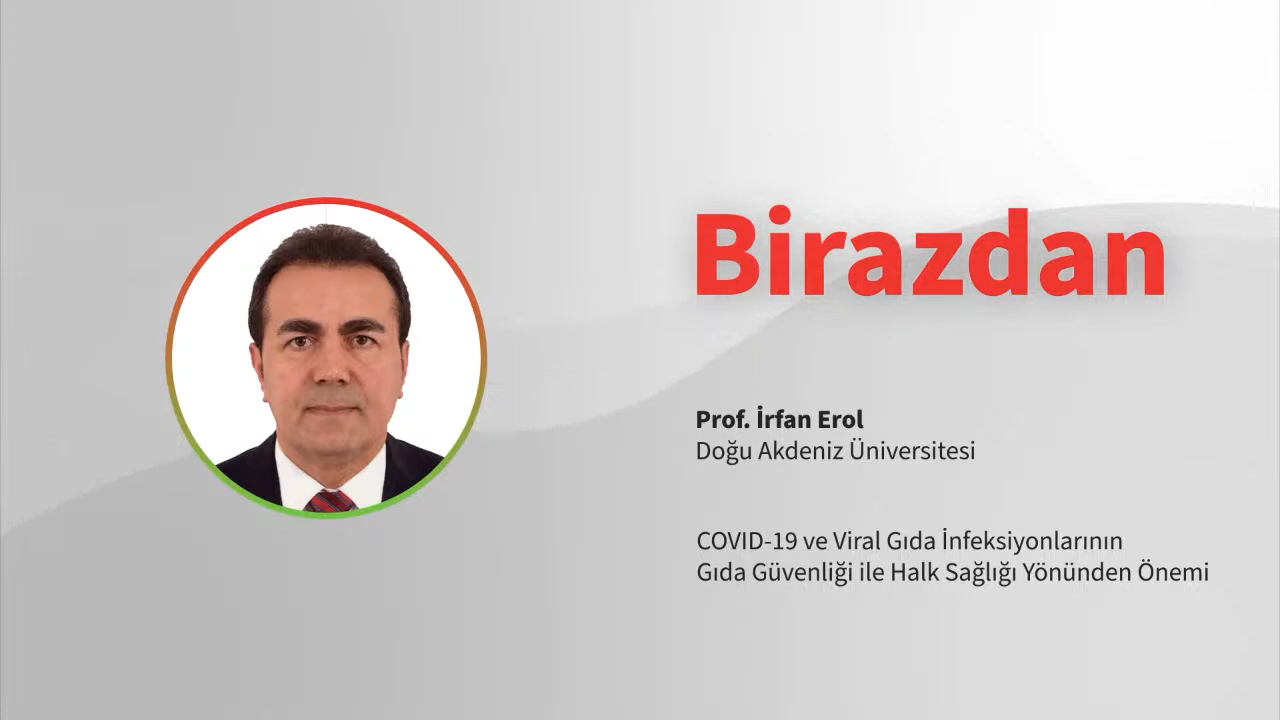 Birazdan
Prof. İrfan Erol
Doğu Akdeniz Üniversitesi
COVID-19 ve Viral Gıda İnfeksiyonlarının
Gıda Güvenliği ile Halk Sağlığı Yönünden Önemi